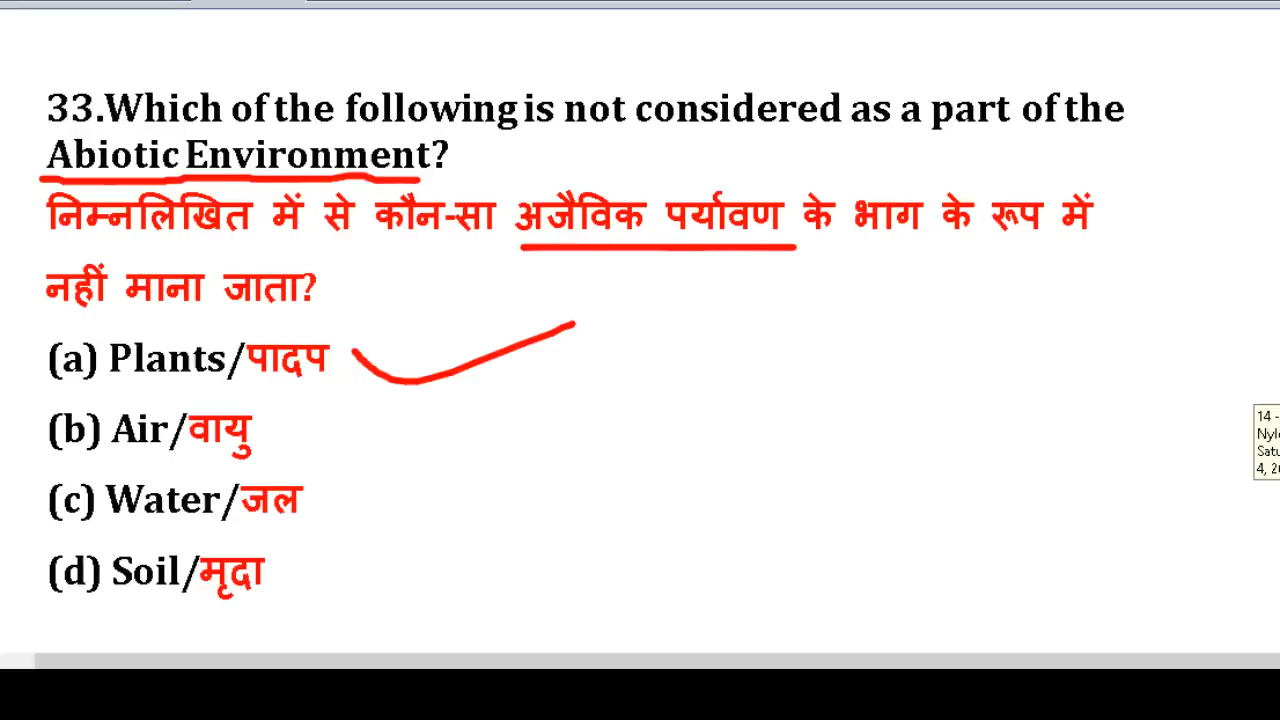 33.Which of the following is not considered as a part of the
Abiotic Environment?
निम्नलिखित में से कौन-सा अजैविक पर्यावण के भाग के रूप में
नहीं माना जाता?
(a) Plants/पादप
(b) Air/वायु
(c) Water/जल
(d) Soil/मृदा
14 -